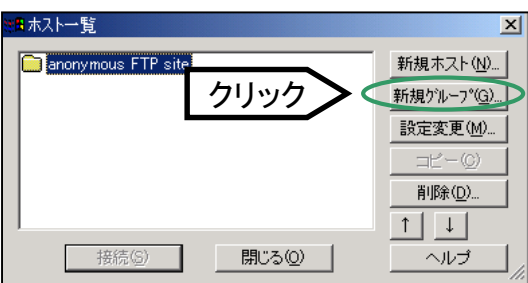 ホスト一覧
anonymous FTP site
クリック
新規ホスト(N)...
新規ｸﾞﾙｰﾌﾟ(G)...
設定変更(M)...
コピー(C)
削除(D)...
↑ ↓
接続(S) 閉じる(O) ヘルプ